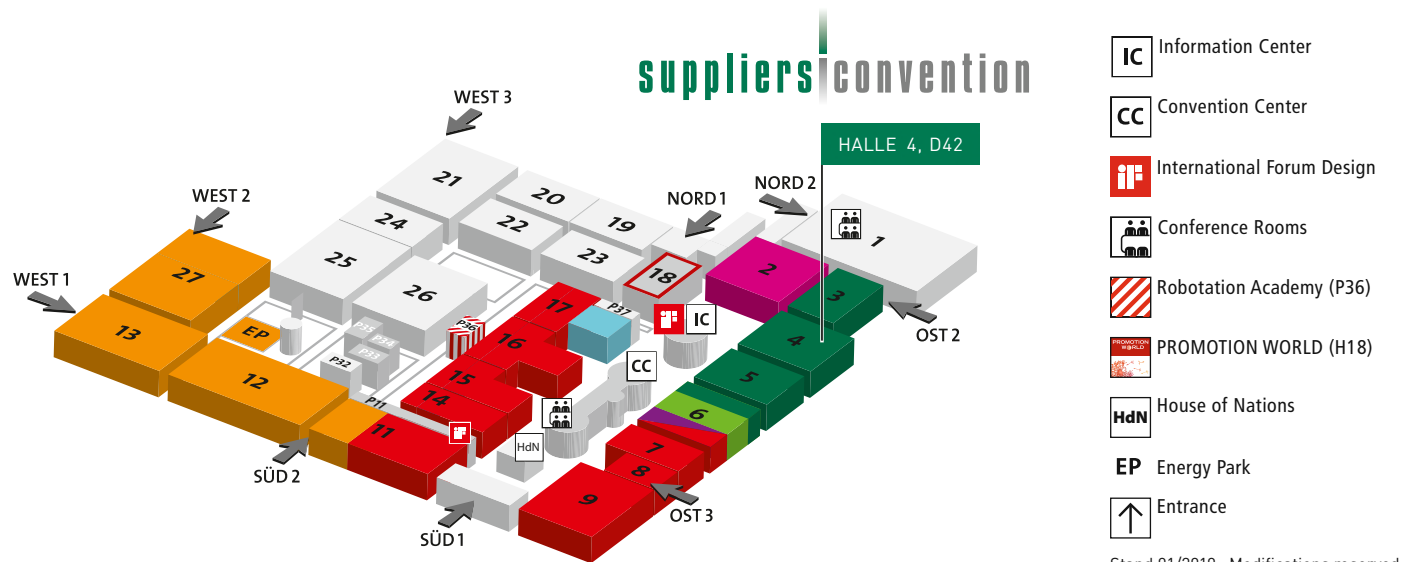 suppliers convention
HALLE 4, D42
WEST 3
WEST 2
WEST 1
NORD 1
NORD 2
OST 2
OST 3
SÜD 2
SÜD 1
21
20
19
22
24
23
18
1
2
3
25
27
26
17
P37
IC
4
13
EP
P35
P34
P33
P32
P36
16
CC
5
12
15
14
6
P11
11
HdN
7
8
9
IC Information Center
CC Convention Center
International Forum Design
Conference Rooms
Robotation Academy (P36)
PROMOTION WORLD
PROMOTION WORLD (H18)
HdN House of Nations
EP Energy Park
Entrance